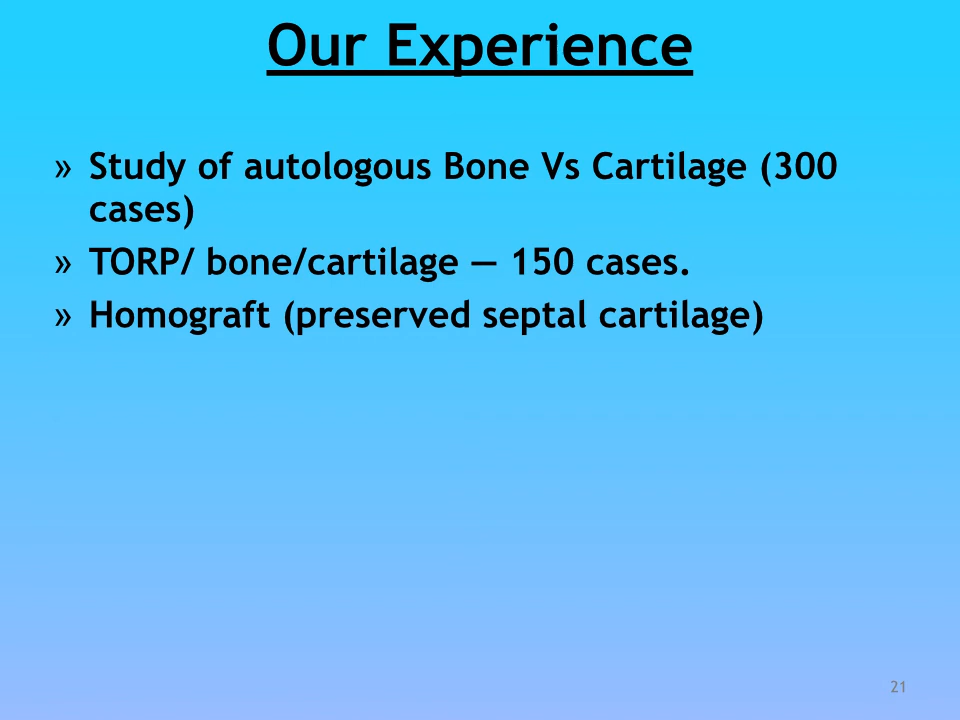 Our Experience
» Study of autologous Bone Vs Cartilage (300
cases)
» TORP/ bone/cartilage — 150 cases.
» Homograft (preserved septal cartilage)
21